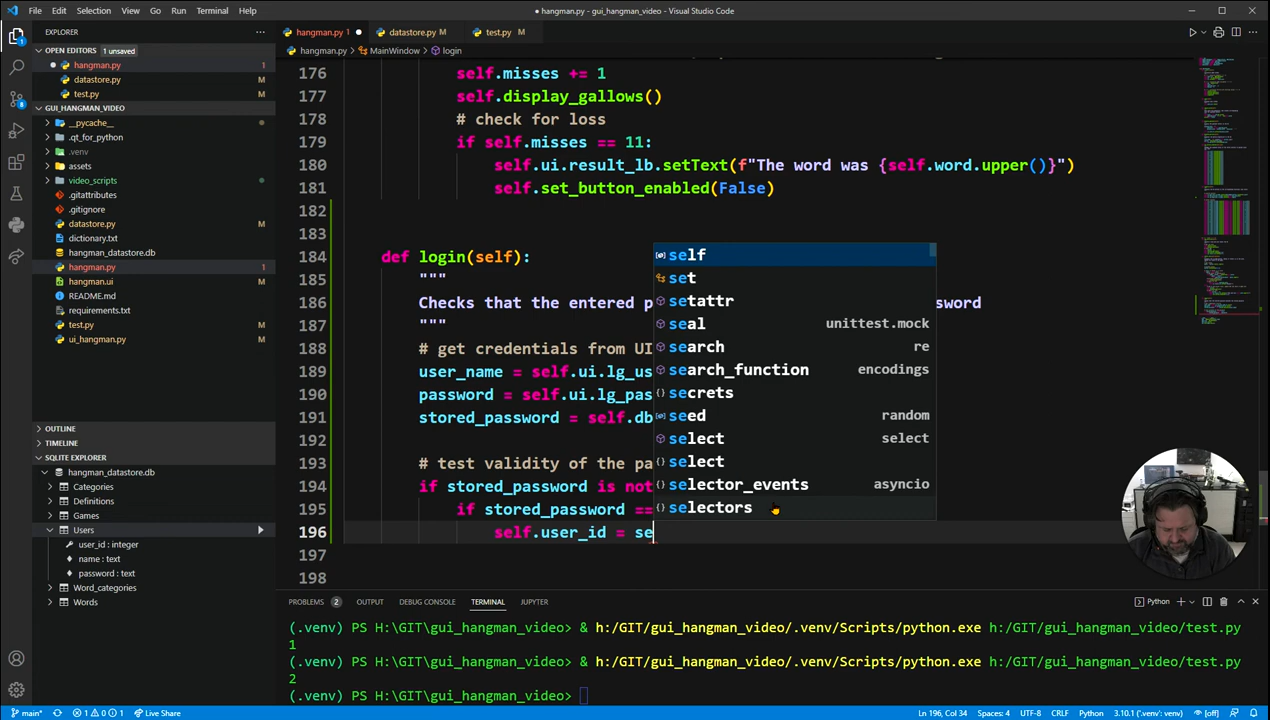 File Edit Selection View Go Run Terminal Help
● hangman.py - gui_hangman_video - Visual Studio Code
EXPLORER
OPEN EDITORS 1 unsaved
hangman.py 1
datastore.py M
test.py M
GUI_HANGMAN_VIDEO
__pycache__
.qt_for_python
.venv
assets
video_scripts
.gitattributes
.gitignore
datastore.py M
dictionary.txt
hangman_datastore.db
hangman.py 1
hangman.ui
README.md
requirements.txt
test.py M
ui_hangman.py M
OUTLINE
TIMELINE
SQLITE EXPLORER
hangman_datastore.db
Categories
Definitions
Games
Users
user_id : integer
name : text
password : text
Word_categories
Words
hangman.py 1 ● datastore.py M test.py M
hangman.py > MainWindow > login
176 self.misses += 1
177 self.display_gallows()
178 # check for loss
179 if self.misses == 11:
180 self.ui.result_lb.setText(f"The word was {self.word.upper()}")
181 self.set_button_enabled(False)
182
183
184 def login(self):
185 """
186 Checks that the entered p sword
187 """
188 # get credentials from UI
189 user_name = self.ui.lg_us
190 password = self.ui.lg_pas
191 stored_password = self.db
192
193 # test validity of the pa
194 if stored_password is not
195 if stored_password ==
196 self.user_id = se
197
198
self
set
setattr
seal unittest.mock
search re
search_function encodings
secrets
seed random
select select
select
selector_events asyncio
selectors
PROBLEMS 2 OUTPUT DEBUG CONSOLE TERMINAL JUPYTER
Python
(.venv) PS H:\GIT\gui_hangman_video> & h:/GIT/gui_hangman_video/.venv/Scripts/python.exe h:/GIT/gui_hangman_video/test.py
1
(.venv) PS H:\GIT\gui_hangman_video> & h:/GIT/gui_hangman_video/.venv/Scripts/python.exe h:/GIT/gui_hangman_video/test.py
2
(.venv) PS H:\GIT\gui_hangman_video>
main* 1 0 1 Live Share
Ln 196, Col 34 Spaces: 4 UTF-8 CRLF Python 3.10.1 ('.venv': venv) [off]